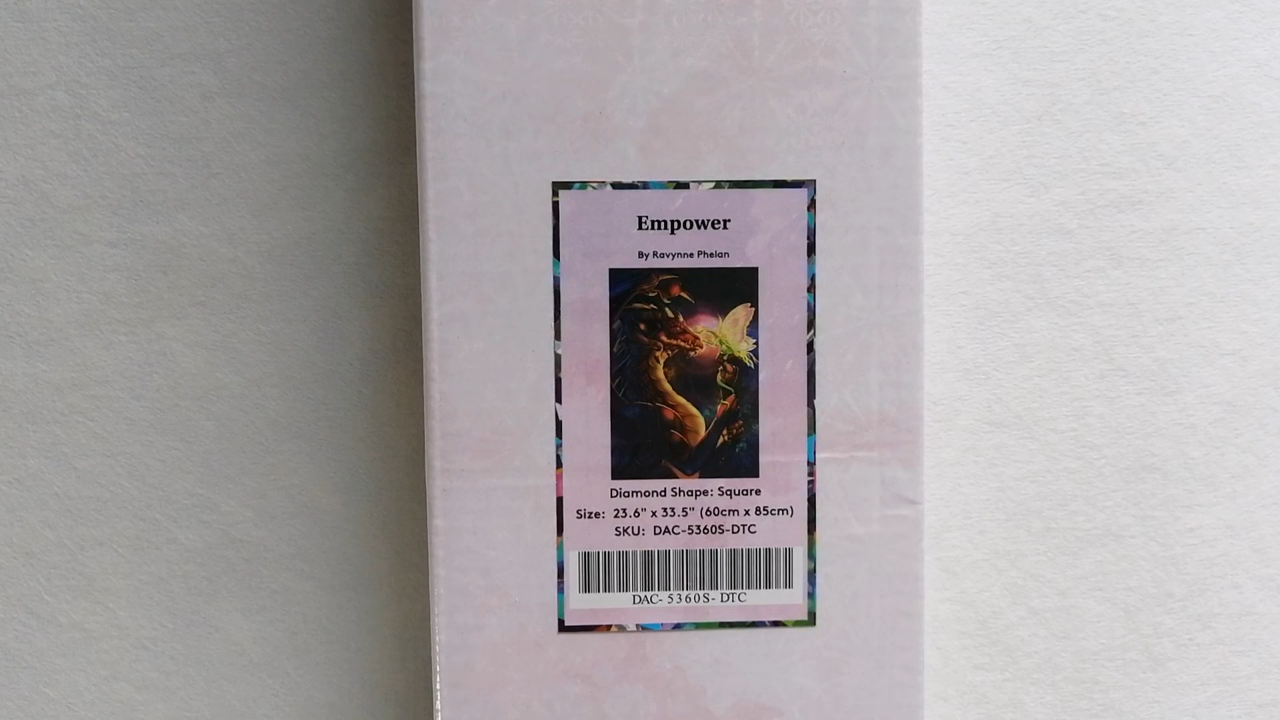 Empower
By Ravynne Phelan
Diamond Shape: Square
Size: 23.6" x 33.5" (60cm x 85cm)
SKU: DAC-5360S-DTC
DAC- 5360S- DTC